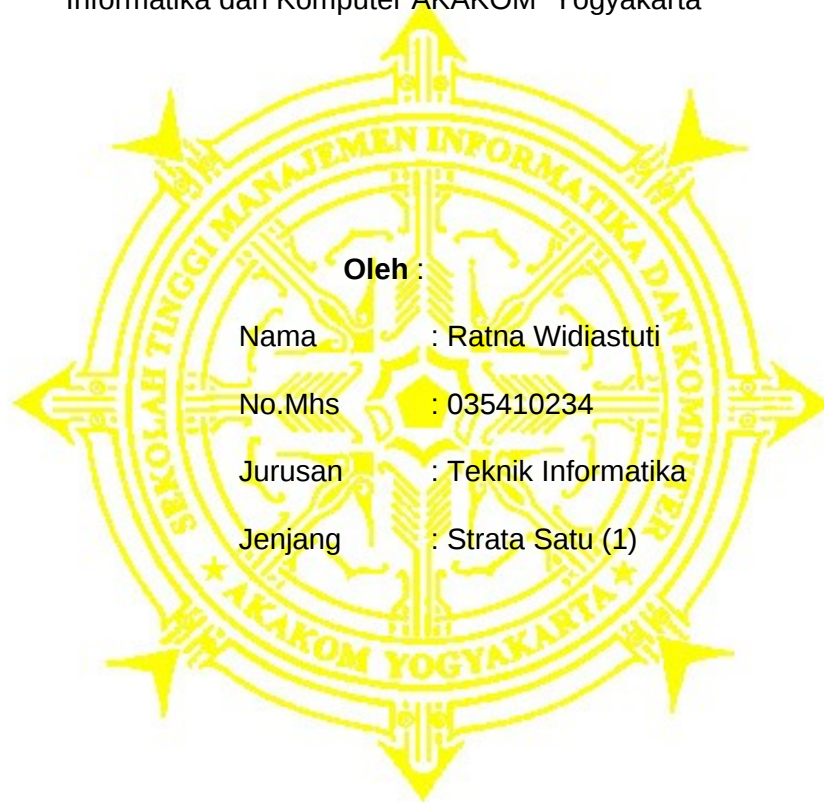 Informatika dan Komputer AKAKOM Yogyakarta
SEKOLAH TINGGI MANAJEMEN INFORMATIKA DAN KOMPUTER
Oleh :
Nama : Ratna Widiastuti
No.Mhs : 035410234
Jurusan : Teknik Informatika
Jenjang : Strata Satu (1)
★ AKAKOM YOGYAKARTA ★